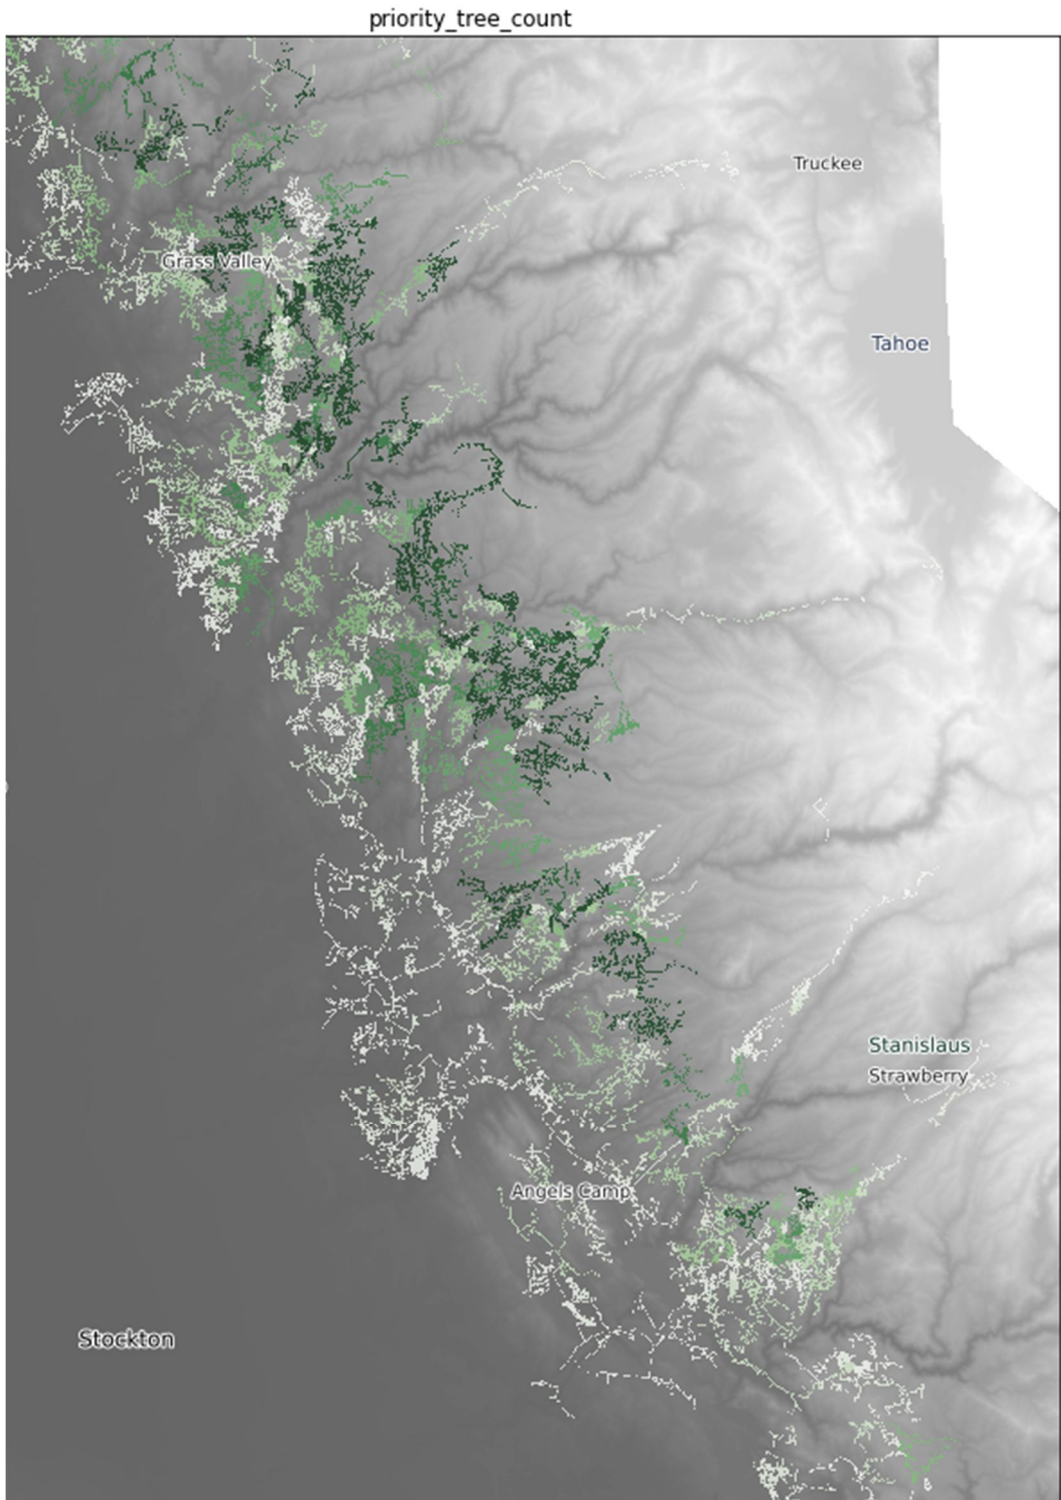 priority_tree_count
Truckee
Grass Valley
Tahoe
Stanislaus
Strawberry
Angels Camp
Stockton